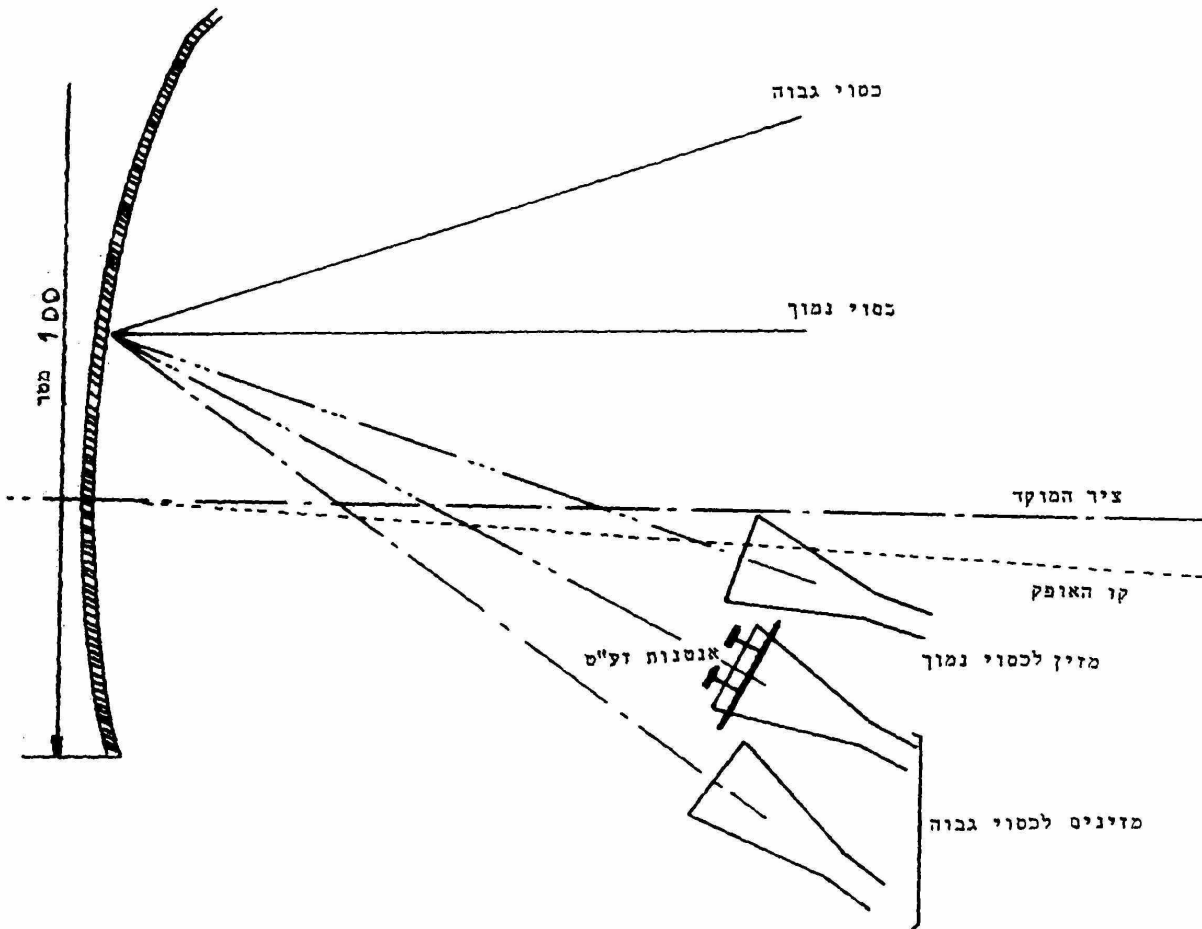 כסוי גבוה
כסוי נמוך
100 מטר
ציר המוקד
קו האופק
מזין לכסוי נמוך
אנטנות זע"ט
מזינים לכסוי גבוה